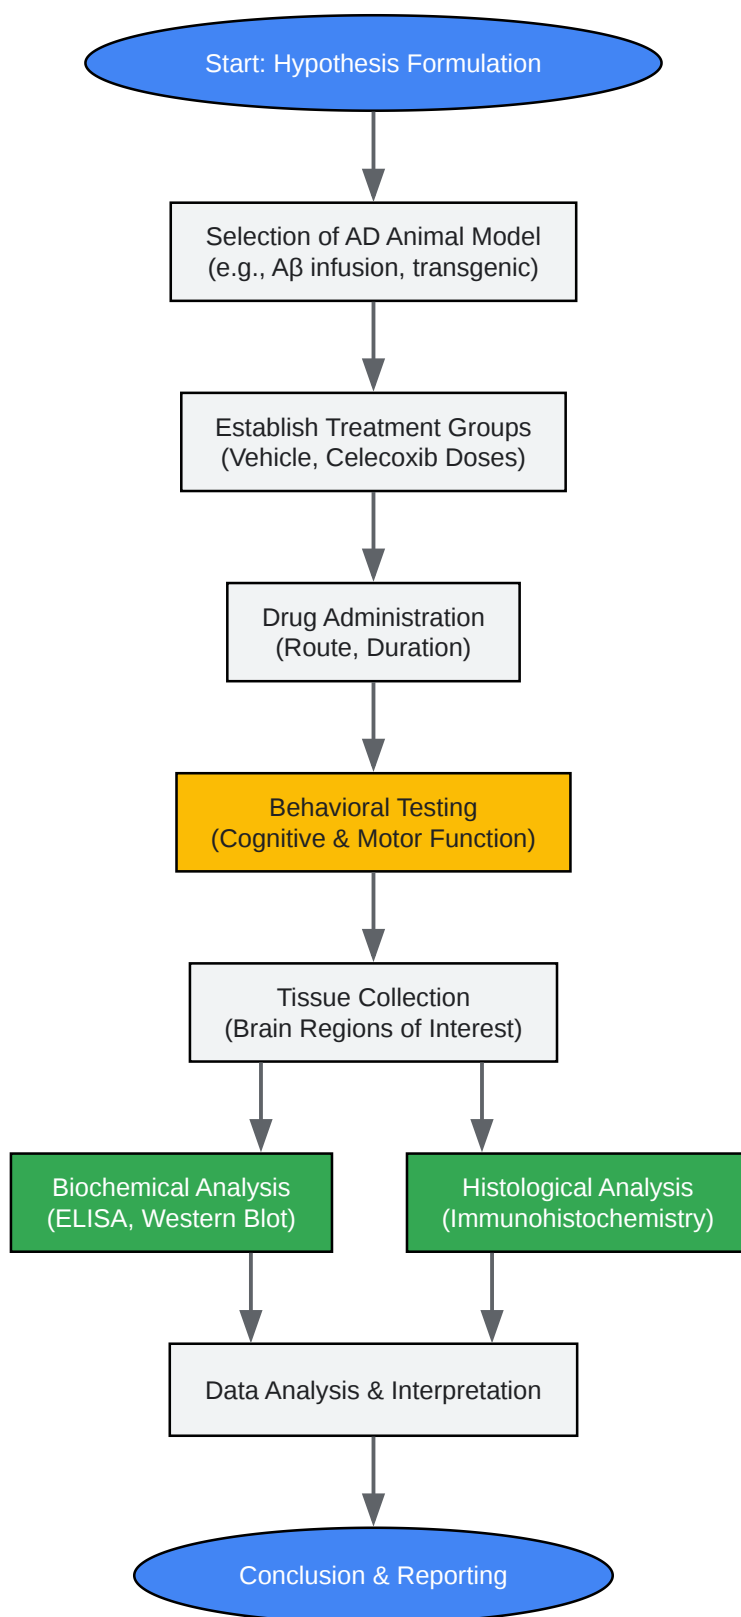 Start: Hypothesis Formulation
Selection of AD Animal Model
(e.g., Aβ infusion, transgenic)
Establish Treatment Groups
(Vehicle, Celecoxib Doses)
Drug Administration
(Route, Duration)
Behavioral Testing
(Cognitive & Motor Function)
Tissue Collection
(Brain Regions of Interest)
Biochemical Analysis
(ELISA, Western Blot)
Histological Analysis
(Immunohistochemistry)
Data Analysis & Interpretation
Conclusion & Reporting